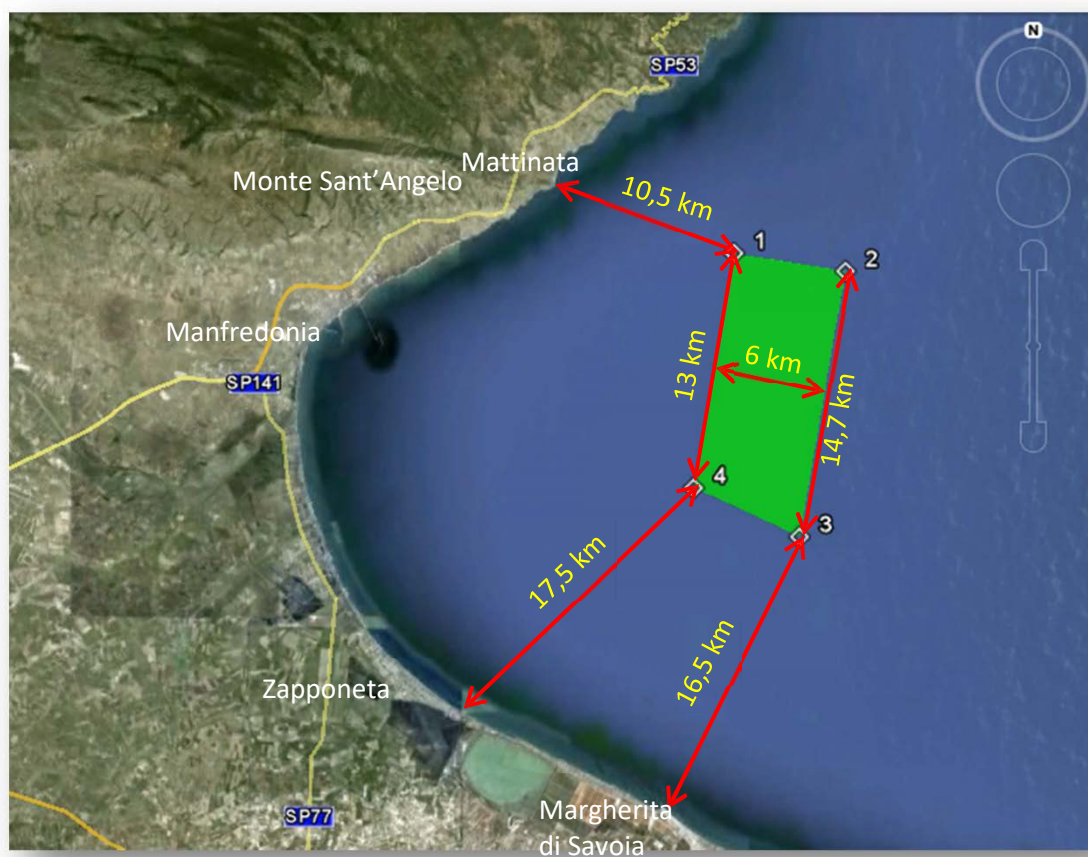 N
SP53
Mattinata
Monte Sant’Angelo
10,5 km
1
2
Manfredonia
SP141
13 km
6 km
14,7 km
4
3
17,5 km
16,5 km
Zapponeta
SP77
Margherita
di Savoia